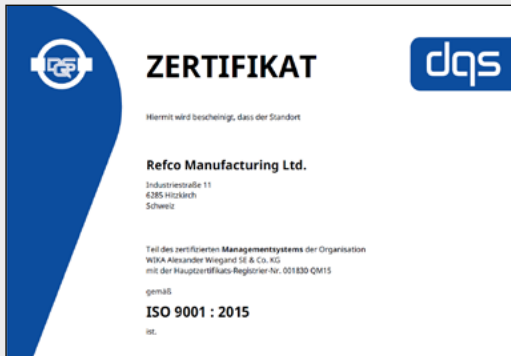 DQS
ZERTIFIKAT
dqs
Hiermit wird bescheinigt, dass der Standort
Refco Manufacturing Ltd.
Industriestraße 11
6285 Hitzkirch
Schweiz
Teil des zertifizierten Managementsystems der Organisation
WIKA Alexander Wiegand SE & Co. KG
mit der Hauptzertifikats-Registrier-Nr. 001830 QM15
gemäß
ISO 9001 : 2015
ist.